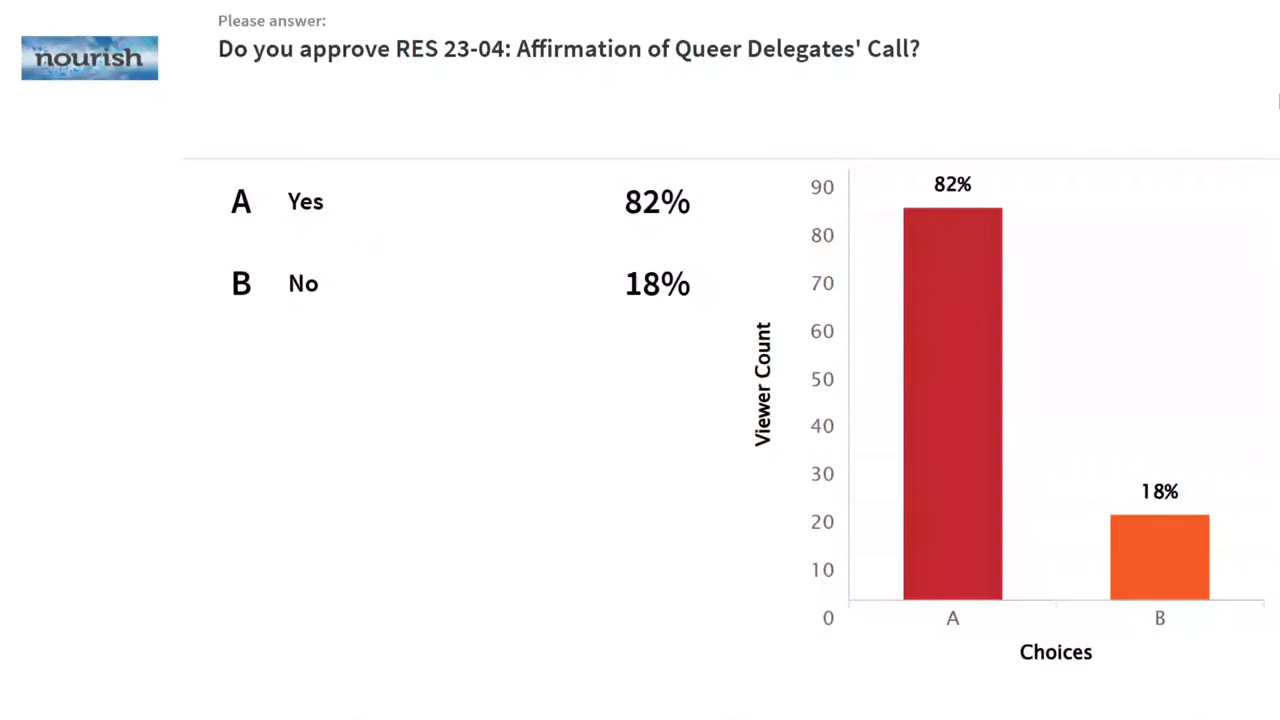 Please answer:
nourish
Do you approve RES 23-04: Affirmation of Queer Delegates' Call?
A Yes 82%
B No 18%
90
80
70
60
50
40
30
20
10
0
Viewer Count
82%
18%
A B
Choices